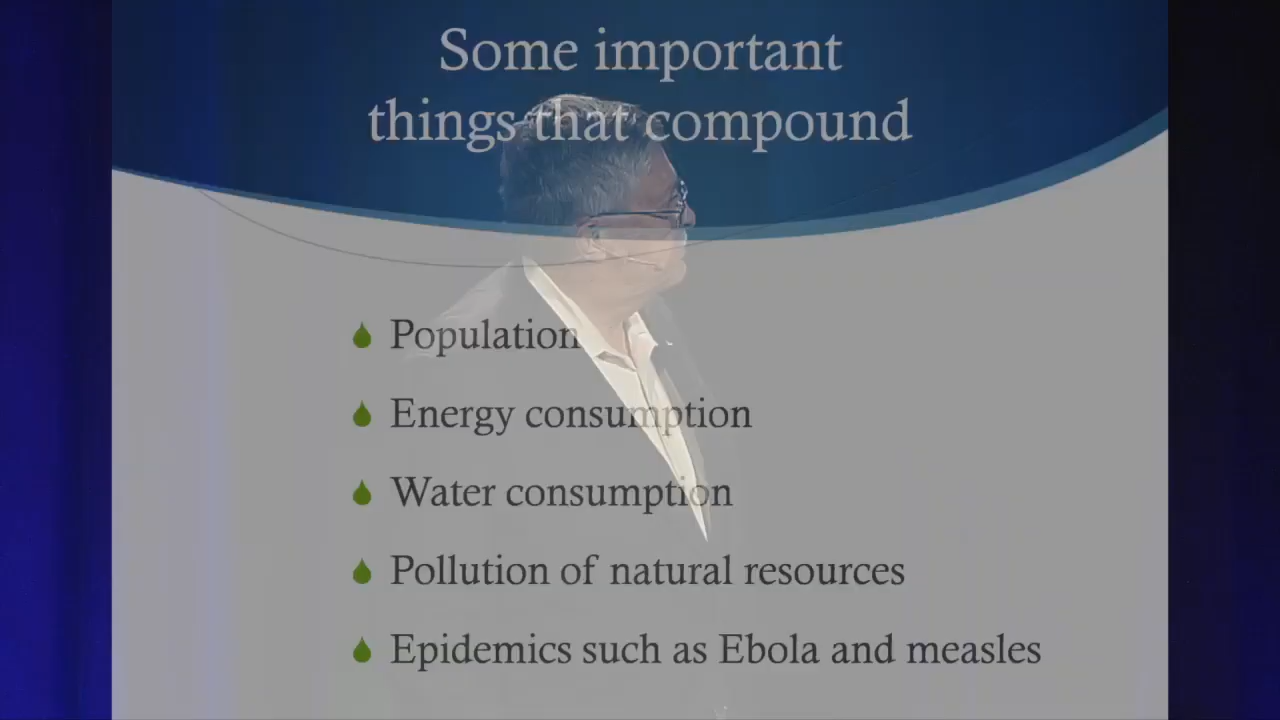 Some important
things that compound
Population
Energy consumption
Water consumption
Pollution of natural resources
Epidemics such as Ebola and measles